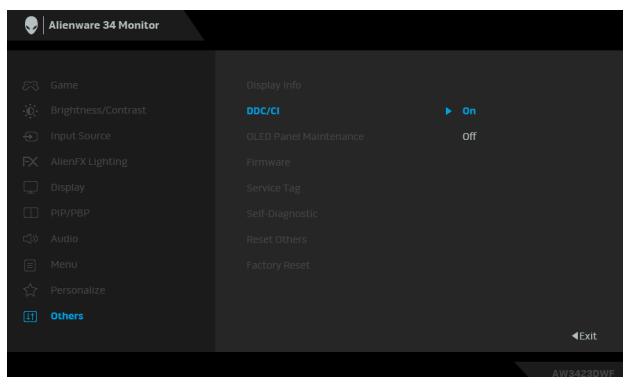 Alienware 34 Monitor
Game
Brightness/Contrast
Input Source
AlienFX Lighting
Display
PIP/PBP
Audio
Menu
Personalize
Others
Display Info
DDC/CI On
OLED Panel Maintenance Off
Firmware
Service Tag
Self-Diagnostic
Reset Others
Factory Reset
Exit
AW3423DWF